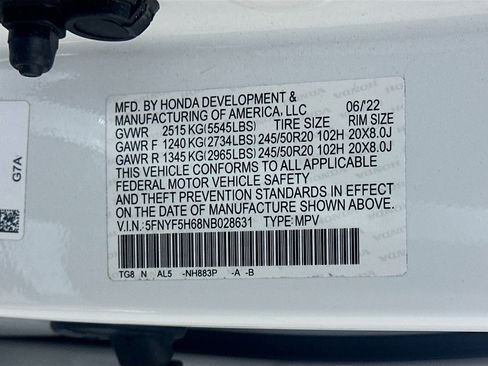 MFD. BY HONDA DEVELOPMENT &
MANUFACTURING OF AMERICA, LLC 06/'22
GVWR 2515 KG(5545LBS) TIRE SIZE RIM SIZE
GAWR F 1240 KG(2734LBS) 245/50R20 102H 20X8.0J
GAWR R 1345 KG(2965LBS) 245/50R20 102H 20X8.0J
THIS VEHICLE CONFORMS TO ALL APPLICABLE
FEDERAL MOTOR VEHICLE SAFETY
AND THEFT PREVENTION STANDARDS IN EFFECT
ON THE DATE OF MANUFACTURE SHOWN ABOVE.
V.I.N.: 5FNYF5H68NB028631 TYPE: MPV
TG8 N AL5 -NH883P -A -B
G7A
HONDA HONDA HONDA